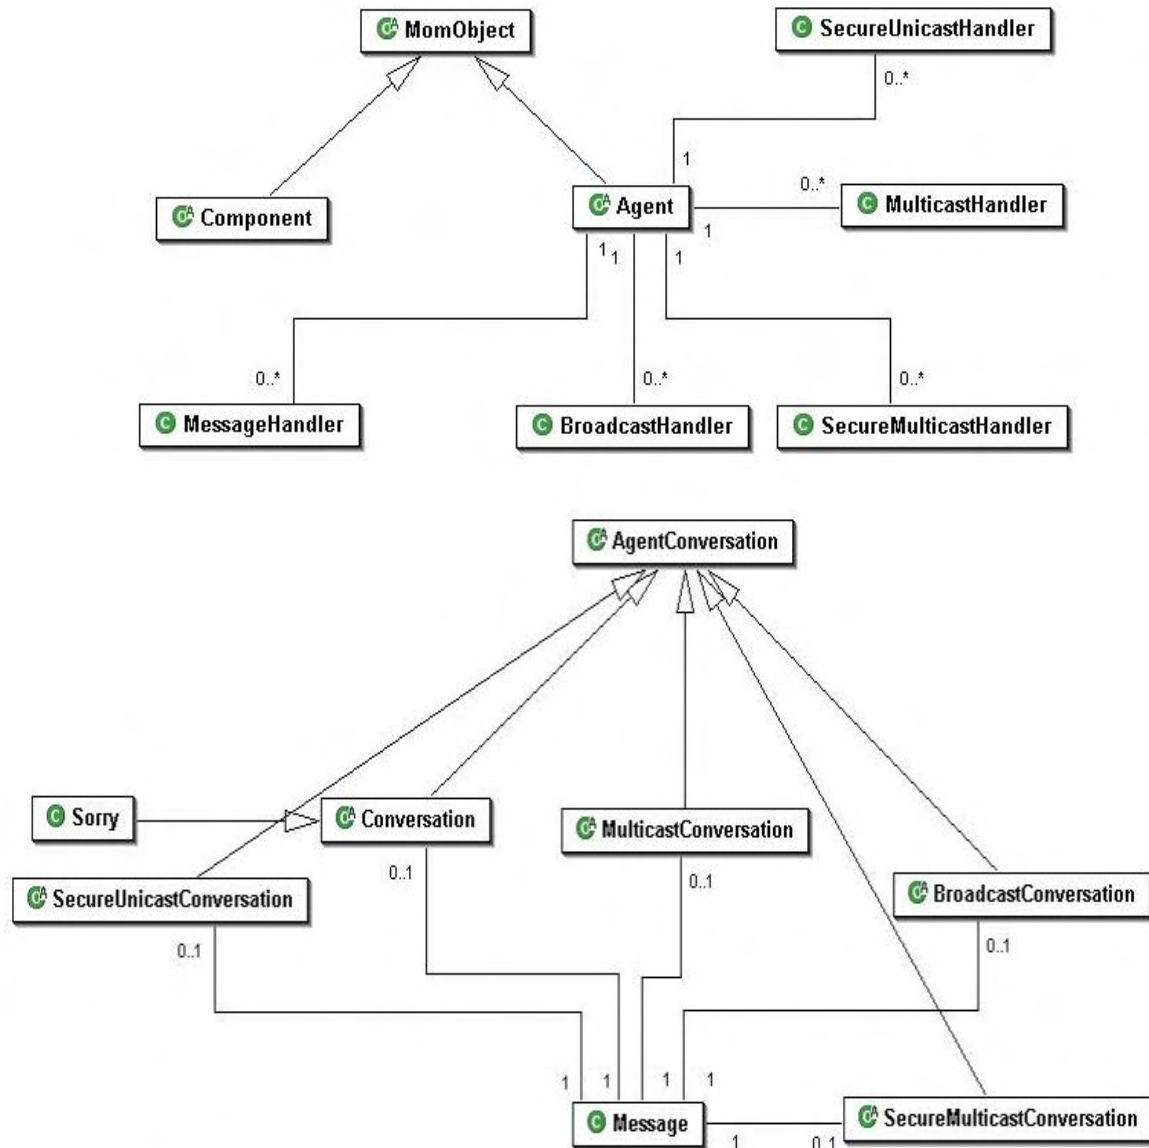 MomObject
C SecureUnicastHandler
0..*
1
Component
Agent
0..*
C MulticastHandler
1
1 1 1
0..* 0..* 0..*
C MessageHandler
C BroadcastHandler
C SecureMulticastHandler
AgentConversation
C Sorry
Conversation
MulticastConversation
0..1 0..1
SecureUnicastConversation
BroadcastConversation
0..1 0..1
1 1 1 1
C Message
SecureMulticastConversation
1 0..1